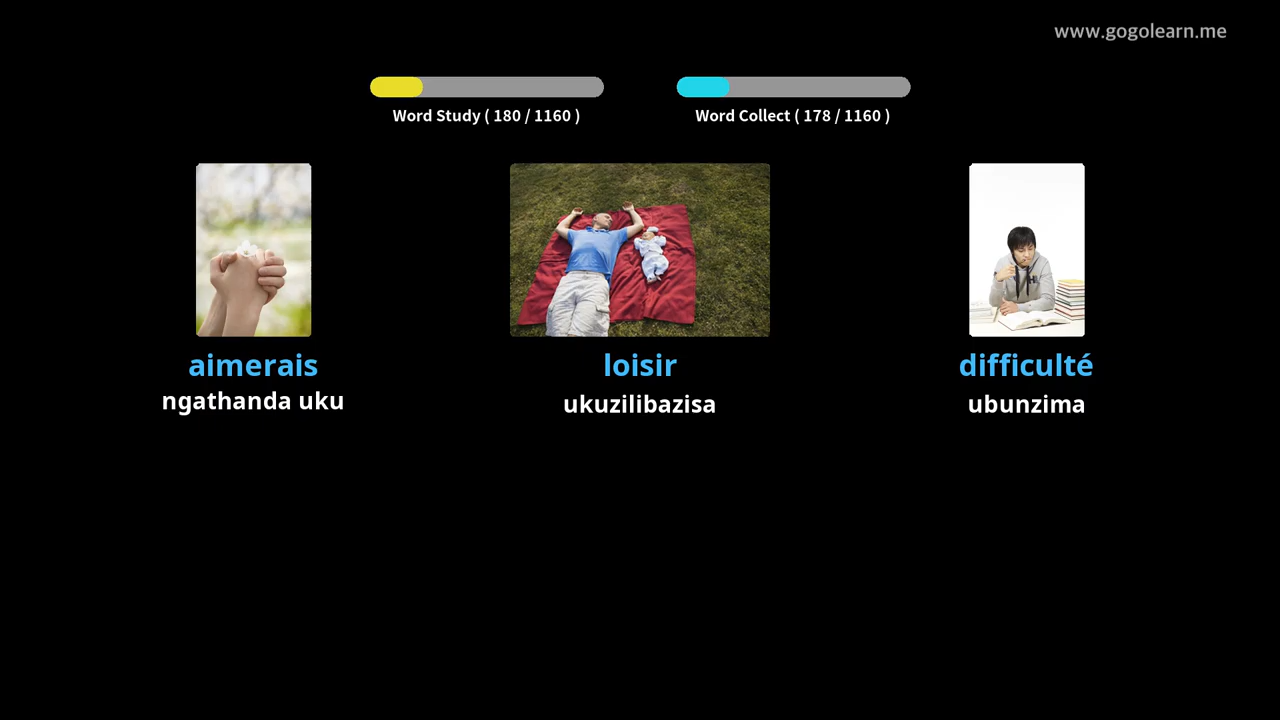 www.gogolearn.me
Word Study ( 180 / 1160 )
Word Collect ( 178 / 1160 )
aimerais
ngathanda uku
loisir
ukuzilibazisa
difficulté
ubunzima